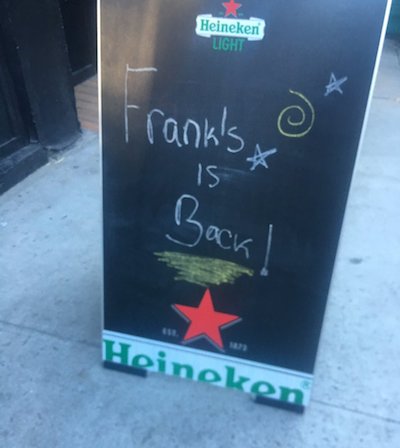 Heineken
LIGHT
Frank's
is
Back!
EST. 1873
Heineken®